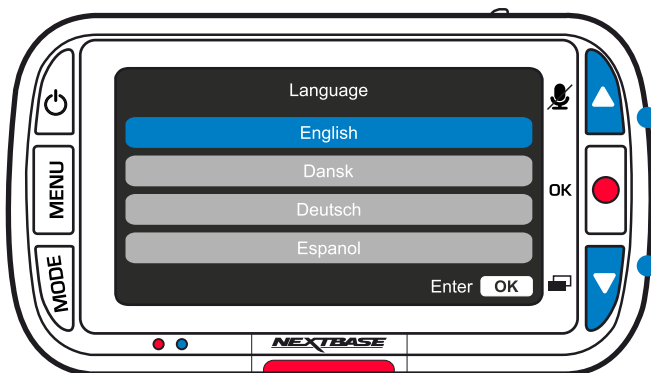 Language
English
Dansk
Deutsch
Espanol
Enter OK
MENU
MODE
OK
NEXTBASE